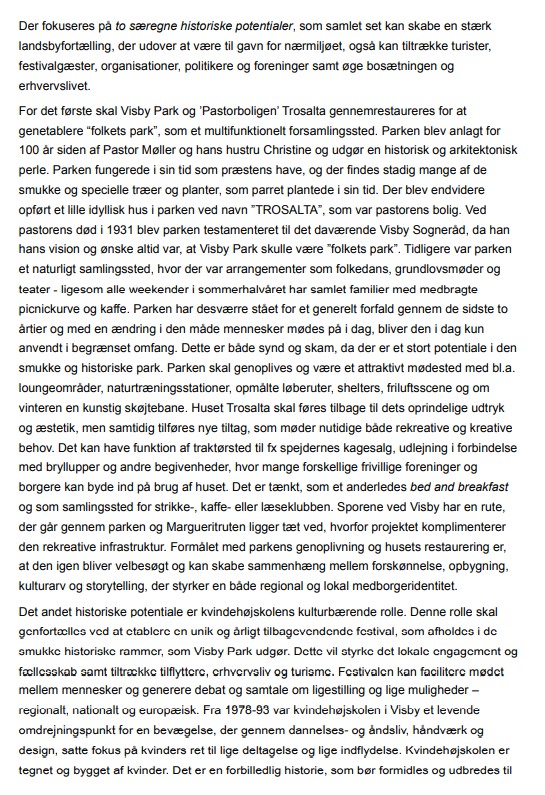 Der fokuseres på to særegne historiske potentialer, som samlet set kan skabe en stærk
landsbyfortælling, der udover at være til gavn for nærmiljøet, også kan tiltrække turister,
festivalgæster, organisationer, politikere og foreninger samt øge bosætningen og
erhvervslivet.
For det første skal Visby Park og ’Pastorboligen’ Trosalta gennemrestaureres for at
genetablere “folkets park”, som et multifunktionelt forsamlingssted. Parken blev anlagt for
100 år siden af Pastor Møller og hans hustru Christine og udgør en historisk og arkitektonisk
perle. Parken fungerede i sin tid som præstens have, og der findes stadig mange af de
smukke og specielle træer og planter, som parret plantede i sin tid. Der blev endvidere
opført et lille idyllisk hus i parken ved navn ”TROSALTA”, som var pastorens bolig. Ved
pastorens død i 1931 blev parken testamenteret til det daværende Visby Sogneråd, da han
hans vision og ønske altid var, at Visby Park skulle være ”folkets park”. Tidligere var parken
et naturligt samlingssted, hvor der var arrangementer som folkedans, grundlovsmøder og
teater - ligesom alle weekender i sommerhalvåret har samlet familier med medbragte
picnickurve og kaffe. Parken har desværre stået for et generelt forfald gennem de sidste to
årtier og med en ændring i den måde mennesker mødes på i dag, bliver den i dag kun
anvendt i begrænset omfang. Dette er både synd og skam, da der er et stort potentiale i den
smukke og historiske park. Parken skal genoplives og være et attraktivt mødested med bl.a.
loungeområder, naturtræningsstationer, opmålte løberuter, shelters, friluftsscene og om
vinteren en kunstig skøjtebane. Huset Trosalta skal føres tilbage til dets oprindelige udtryk
og æstetik, men samtidig tilføres nye tiltag, som møder nutidige både rekreative og kreative
behov. Det kan have funktion af traktørsted til fx spejdernes kagesalg, udlejning i forbindelse
med bryllupper og andre begivenheder, hvor mange forskellige frivillige foreninger og
borgere kan byde ind på brug af huset. Det er tænkt, som et anderledes bed and breakfast
og som samlingssted for strikke-, kaffe- eller læseklubben. Sporene ved Visby har en rute,
der går gennem parken og Margueritruten ligger tæt ved, hvorfor projektet komplimenterer
den rekreative infrastruktur. Formålet med parkens genoplivning og husets restaurering er,
at den igen bliver velbesøgt og kan skabe sammenhæng mellem forskønnelse, opbygning,
kulturarv og storytelling, der styrker en både regional og lokal medborgeridentitet.
Det andet historiske potentiale er kvindehøjskolens kulturbærende rolle. Denne rolle skal
genfortælles ved at etablere en unik og årligt tilbagevendende festival, som afholdes i de
smukke historiske rammer, som Visby Park udgør. Dette vil styrke det lokale engagement og
fællesskab samt tiltrække tilflyttere, erhvervsliv og turisme. Festivalen kan facilitere mødet
mellem mennesker og generere debat og samtale om ligestilling og lige muligheder –
regionalt, nationalt og europæisk. Fra 1978-93 var kvindehøjskolen i Visby et levende
omdrejningspunkt for en bevægelse, der gennem dannelses- og åndsliv, håndværk og
design, satte fokus på kvinders ret til lige deltagelse og lige indflydelse. Kvindehøjskolen er
tegnet og bygget af kvinder. Det er en forbilledlig historie, som bør formidles og udbredes til